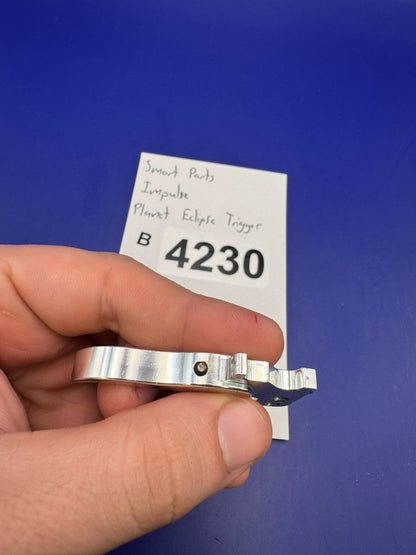 Smart Parts
Impulse
Planet Eclipse Trigger
B 4230